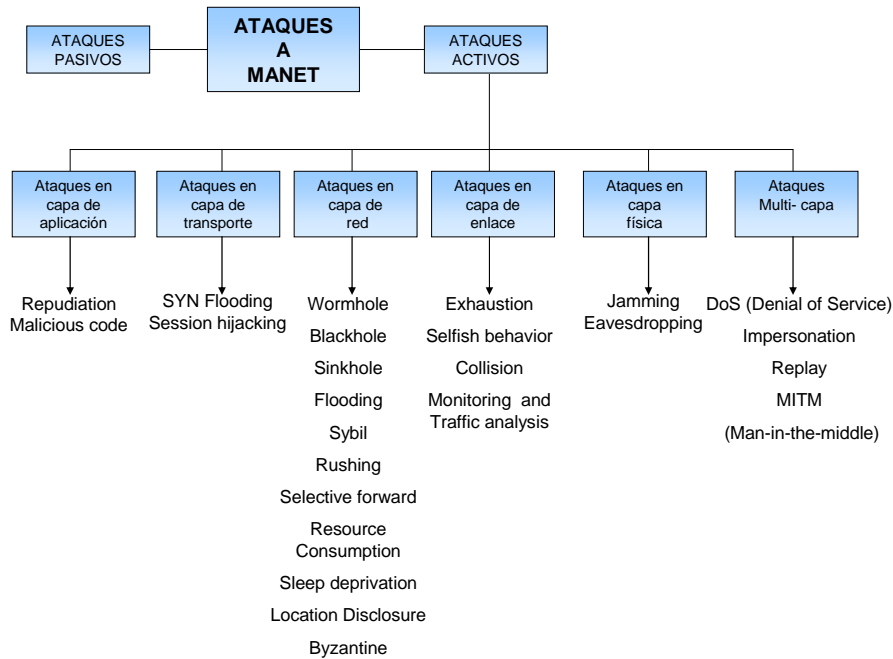 ATAQUES
PASIVOS
ATAQUES
A
MANET
ATAQUES
ACTIVOS
Ataques en
capa de
aplicación
Ataques en
capa de
transporte
Ataques en
capa de
red
Ataques en
capa de
enlace
Ataques en
capa
física
Ataques
Multi- capa
Repudiation
Malicious code
SYN Flooding
Session hijacking
Wormhole
Blackhole
Sinkhole
Flooding
Sybil
Rushing
Selective forward
Resource
Consumption
Sleep deprivation
Location Disclosure
Byzantine
Exhaustion
Selfish behavior
Collision
Monitoring and
Traffic analysis
Jamming
Eavesdropping
DoS (Denial of Service)
Impersonation
Replay
MITM
(Man-in-the-middle)